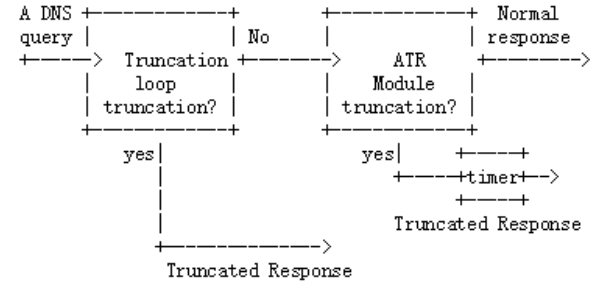 A DNS
query
Truncation
loop
truncation?
No
ATR
Module
truncation?
Normal
response
yes
yes
timer
Truncated Response
Truncated Response